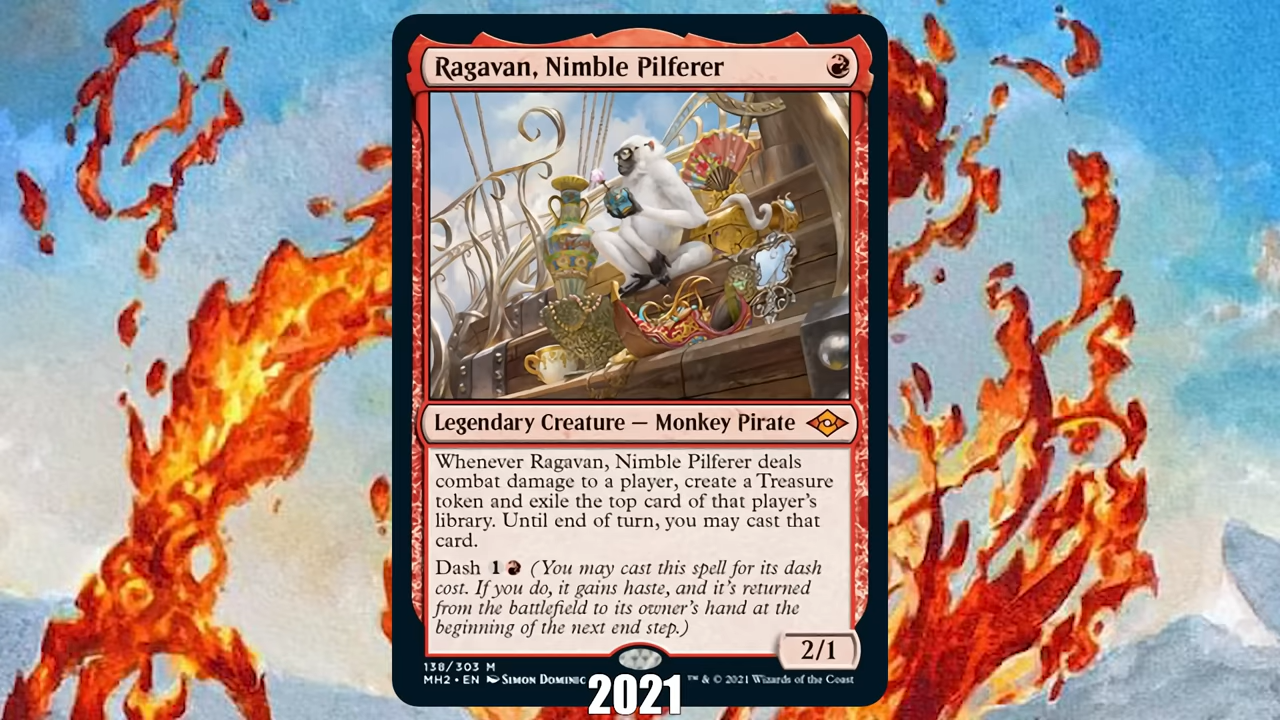 Ragavan, Nimble Pilferer
Legendary Creature — Monkey Pirate
Whenever Ragavan, Nimble Pilferer deals
combat damage to a player, create a Treasure
token and exile the top card of that player's
library. Until end of turn, you may cast that
card.
Dash 1 (You may cast this spell for its dash
cost. If you do, it gains haste, and it's returned
from the battlefield to its owner's hand at the
beginning of the next end step.)
2/1
138/303 M
MH2 • EN Simon Dominic ™ & © 2021 Wizards of the Coast
2021